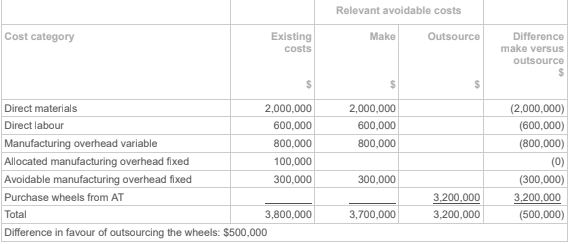 Relevant avoidable costs
Cost category Existing costs Make Outsource Difference make versus outsource
$ $ $ $
Direct materials 2,000,000 2,000,000 (2,000,000)
Direct labour 600,000 600,000 (600,000)
Manufacturing overhead variable 800,000 800,000 (800,000)
Allocated manufacturing overhead fixed 100,000 (0)
Avoidable manufacturing overhead fixed 300,000 300,000 (300,000)
Purchase wheels from AT 3,200,000 3,200,000
Total 3,800,000 3,700,000 3,200,000 (500,000)
Difference in favour of outsourcing the wheels: $500,000